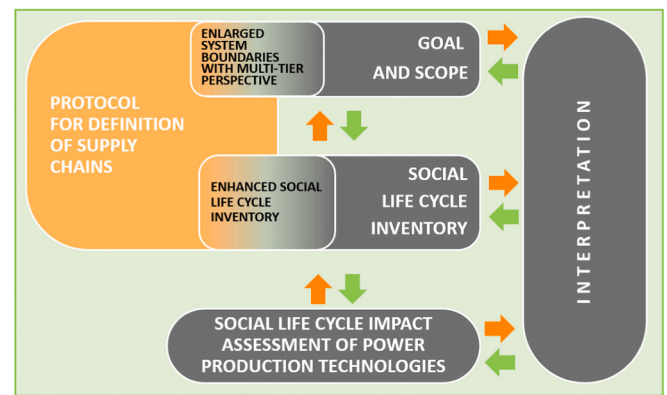 PROTOCOL
FOR DEFINITION
OF SUPPLY
CHAINS
ENLARGED
SYSTEM
BOUNDARIES
WITH MULTI-TIER
PERSPECTIVE
GOAL
AND SCOPE
ENHANCED SOCIAL
LIFE CYCLE
INVENTORY
SOCIAL
LIFE CYCLE
INVENTORY
SOCIAL LIFE CYCLE IMPACT
ASSESSMENT OF POWER
PRODUCTION TECHNOLOGIES
INTERPRETATION